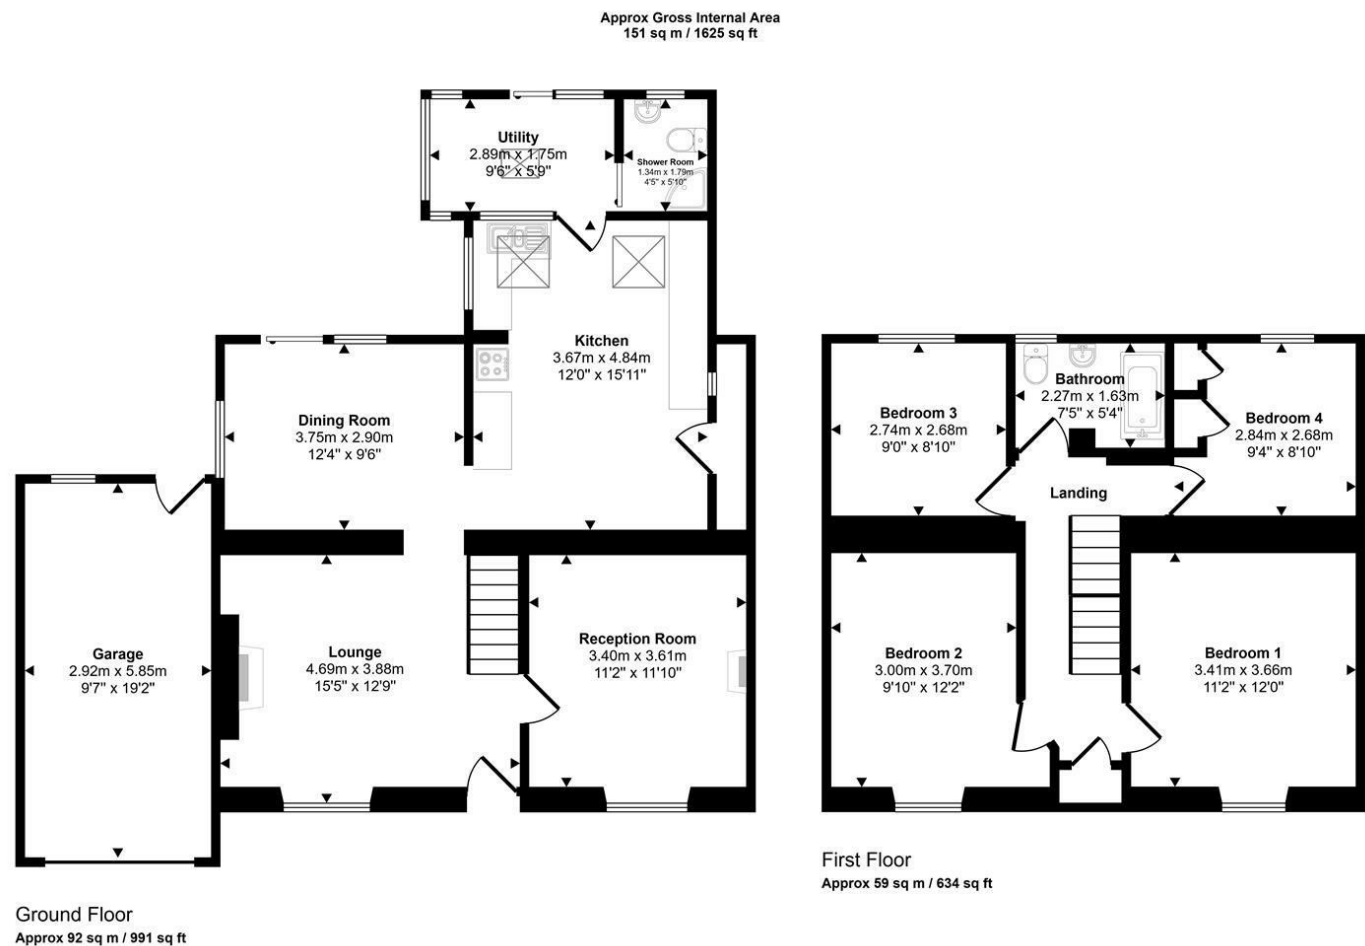 Approx Gross Internal Area
151 sq m / 1625 sq ft
Utility
2.89m x 1.75m
9'6" x 5'9"
Shower Room
1.34m x 1.79m
4'5" x 5'10"
Kitchen
3.67m x 4.84m
12'0" x 15'11"
Dining Room
3.75m x 2.90m
12'4" x 9'6"
Garage
2.92m x 5.85m
9'7" x 19'2"
Lounge
4.69m x 3.88m
15'5" x 12'9"
Reception Room
3.40m x 3.61m
11'2" x 11'10"
Ground Floor
Approx 92 sq m / 991 sq ft
Bedroom 3
2.74m x 2.68m
9'0" x 8'10"
Bathroom
2.27m x 1.63m
7'5" x 5'4"
Bedroom 4
2.84m x 2.68m
9'4" x 8'10"
Landing
Bedroom 2
3.00m x 3.70m
9'10" x 12'2"
Bedroom 1
3.41m x 3.66m
11'2" x 12'0"
First Floor
Approx 59 sq m / 634 sq ft